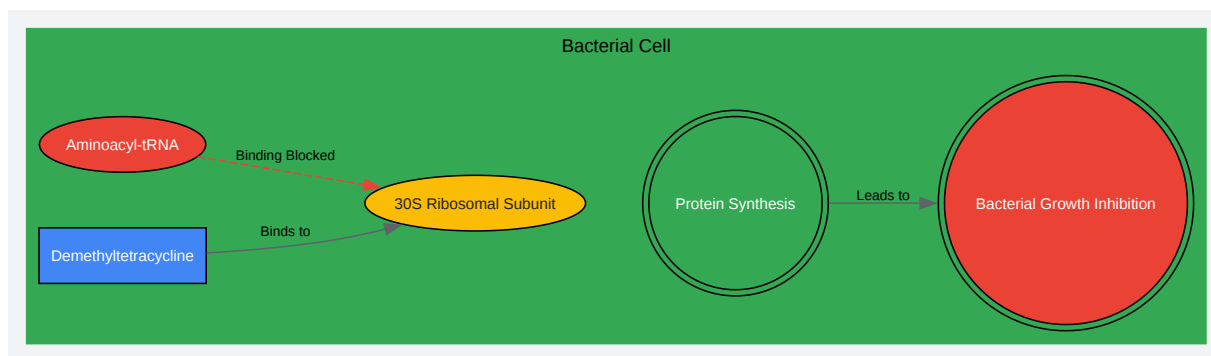 Bacterial Cell
Aminoacyl-tRNA
Binding Blocked
30S Ribosomal Subunit
Demethyltetracycline
Binds to
Protein Synthesis
Leads to
Bacterial Growth Inhibition